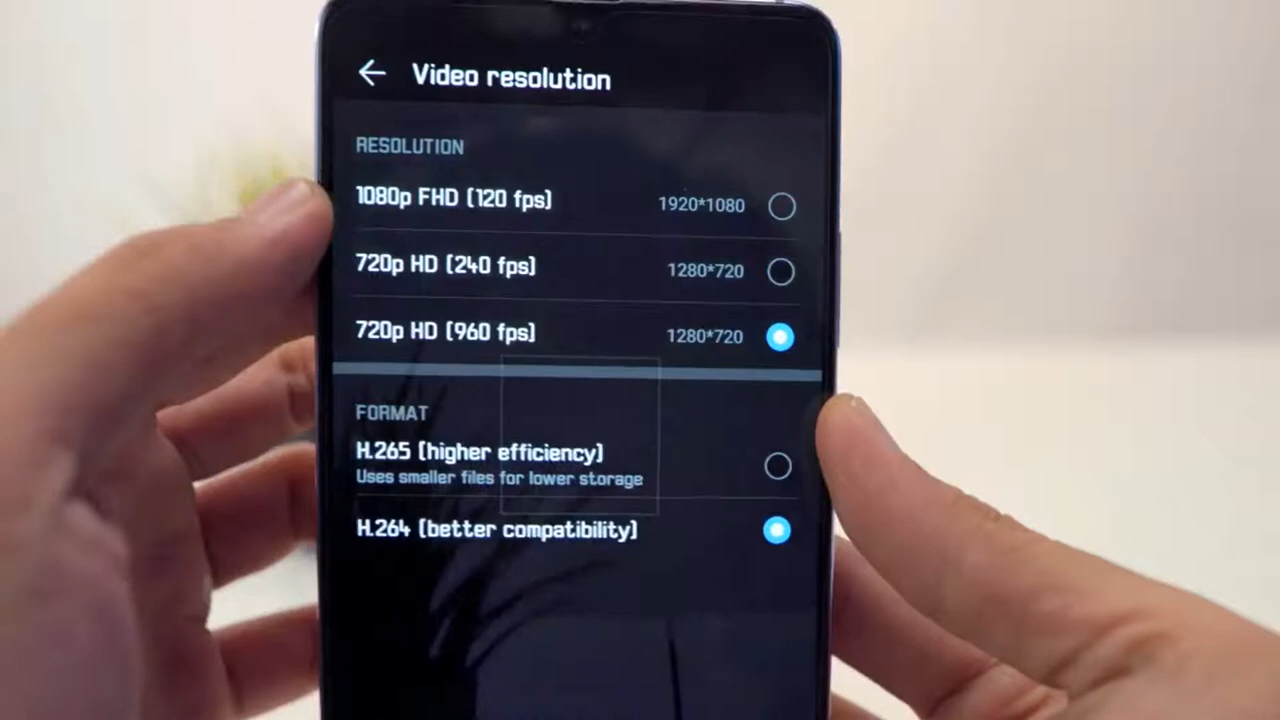 Video resolution
RESOLUTION
1080p FHD [120 fps] 1920*1080
720p HD [240 fps] 1280*720
720p HD [960 fps] 1280*720
FORMAT
H.265 [higher efficiency]
Uses smaller files for lower storage
H.264 [better compatibility]